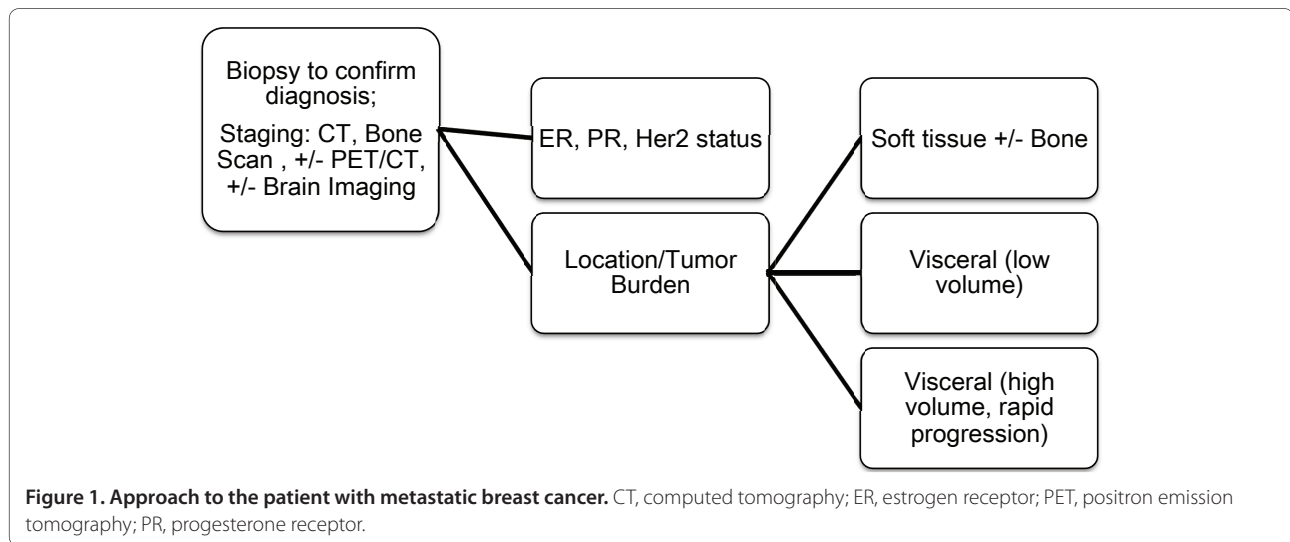 Biopsy to confirm
diagnosis;
Staging: CT, Bone
Scan , +/- PET/CT,
+/- Brain Imaging
ER, PR, Her2 status
Location/Tumor
Burden
Soft tissue +/- Bone
Visceral (low
volume)
Visceral (high
volume, rapid
progression)
Figure 1. Approach to the patient with metastatic breast cancer. CT, computed tomography; ER, estrogen receptor; PET, positron emission
tomography; PR, progesterone receptor.